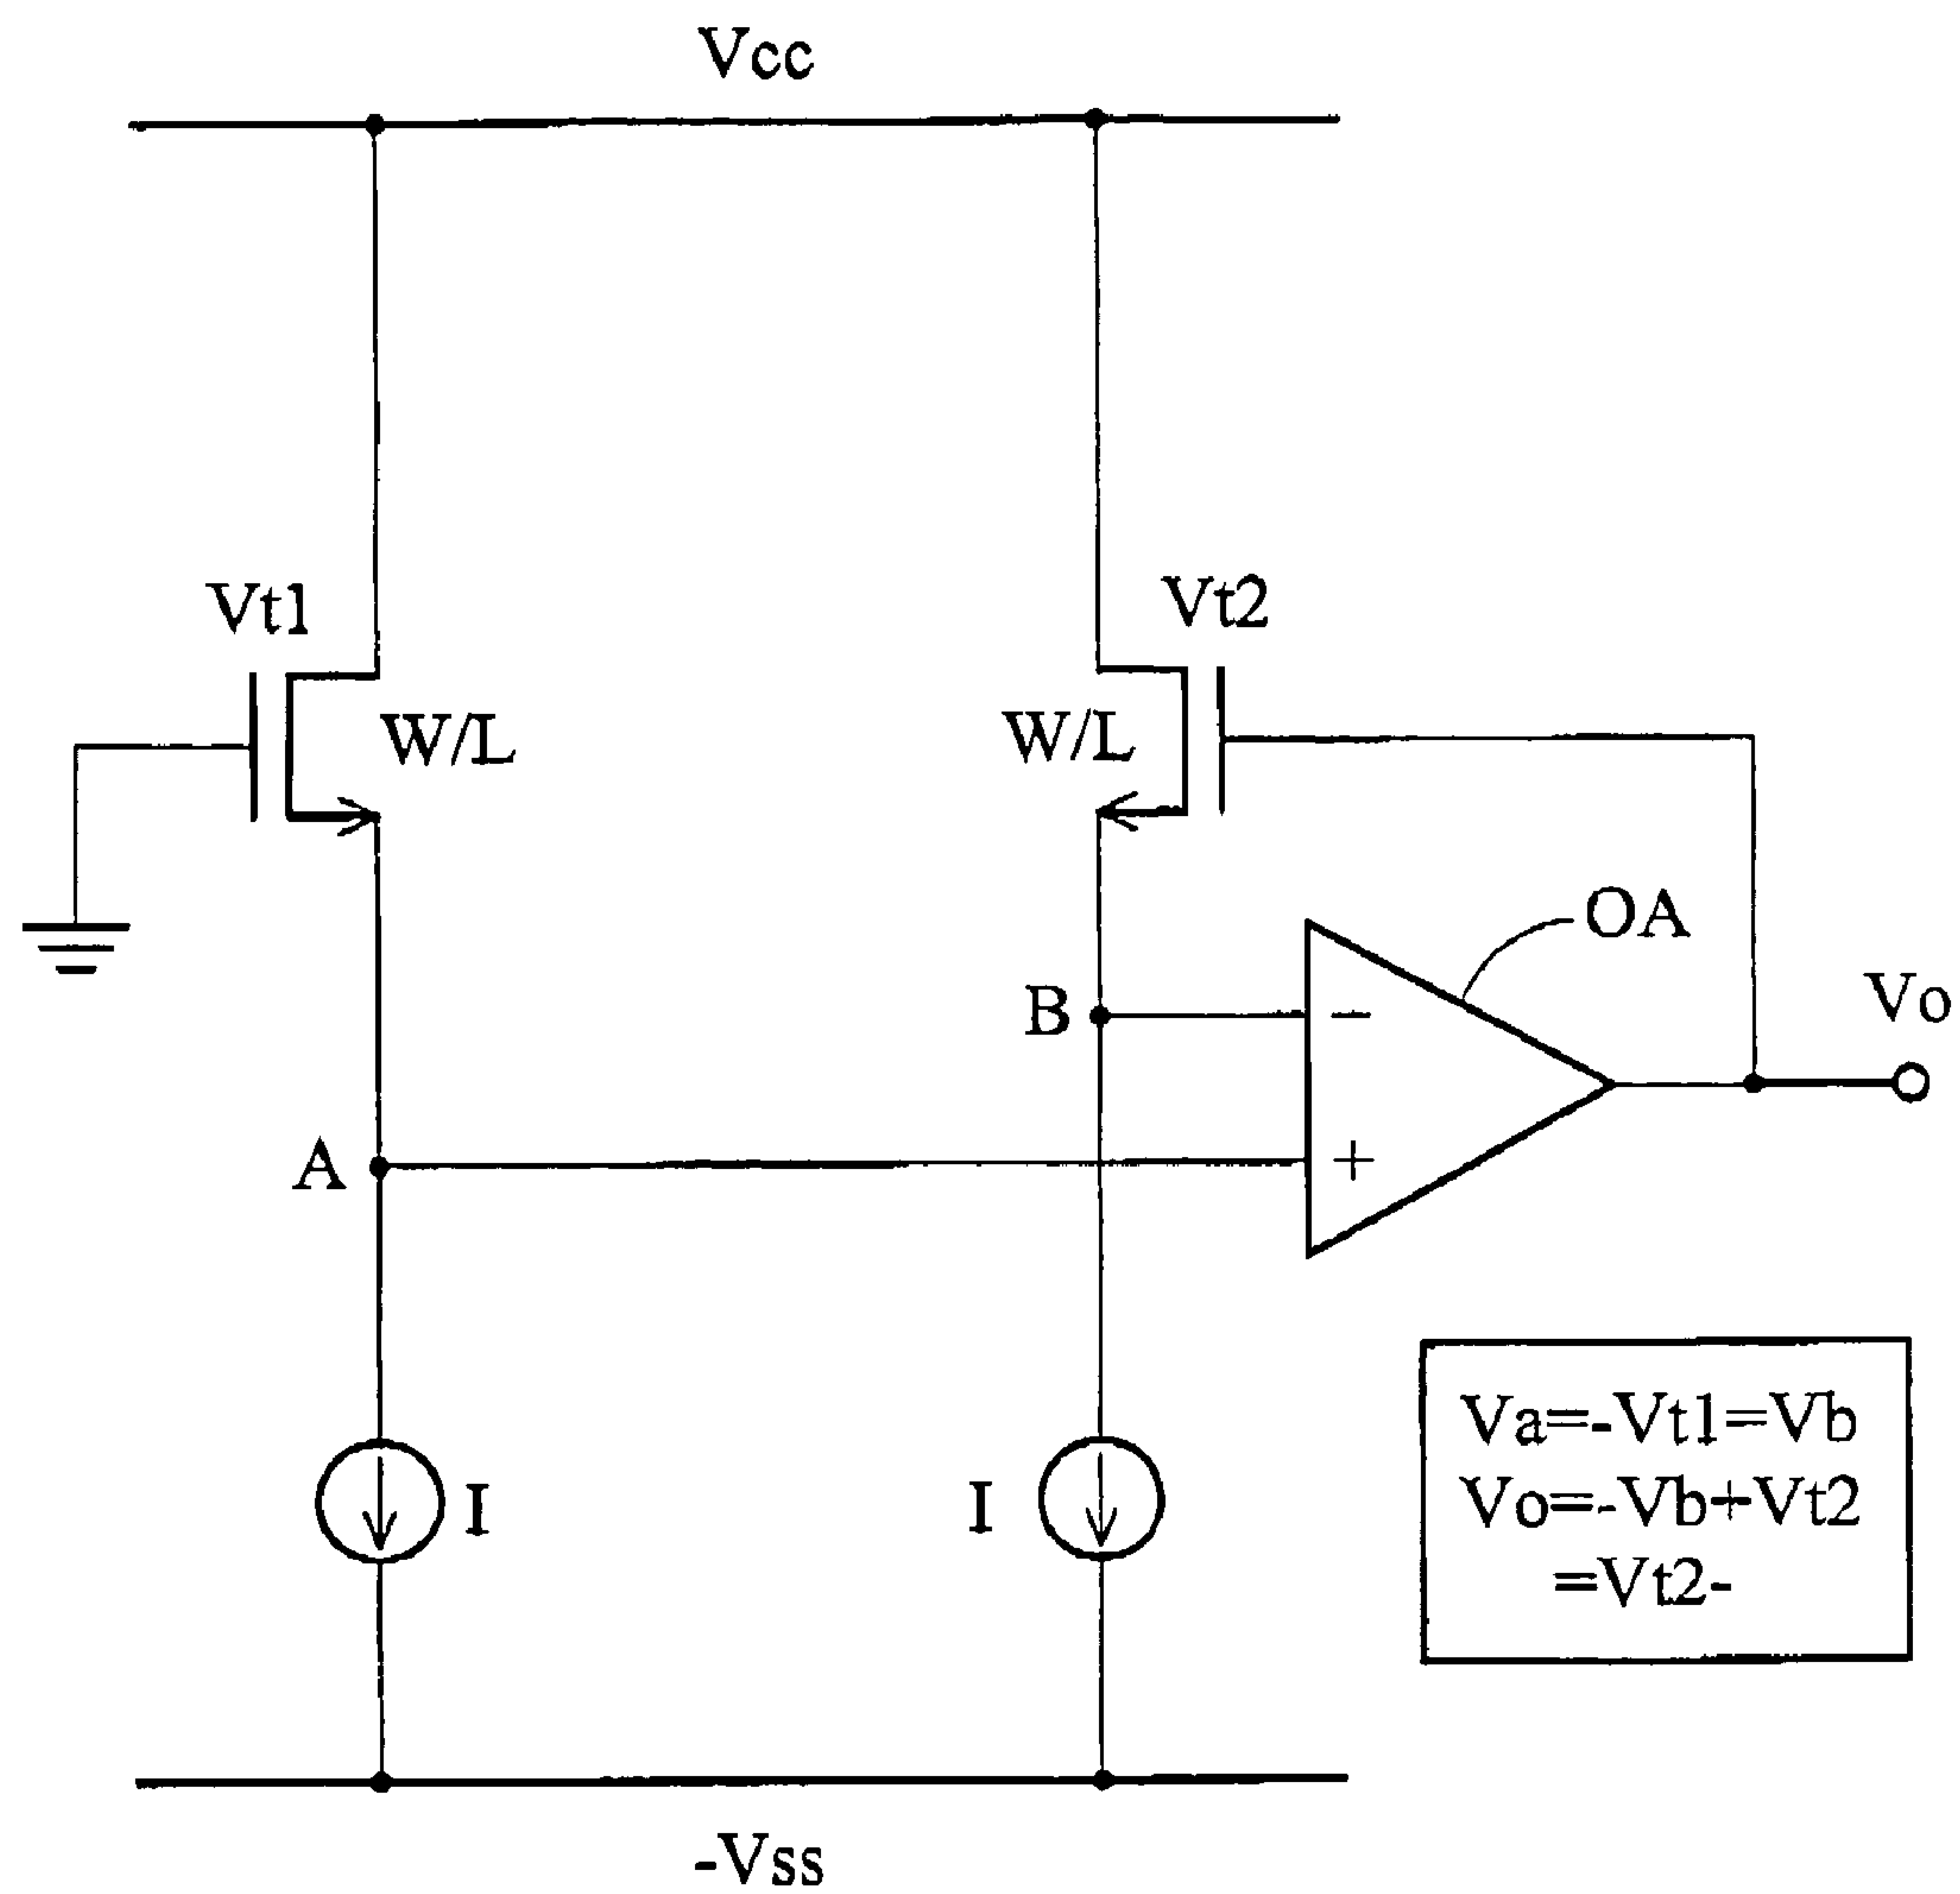 Vcc
Vt1
Vt2
W/L
W/L
OA
B
Vo
−
A
+
I
I
Va=-Vt1=Vb
Vo=-Vb+Vt2
=Vt2-
-Vss